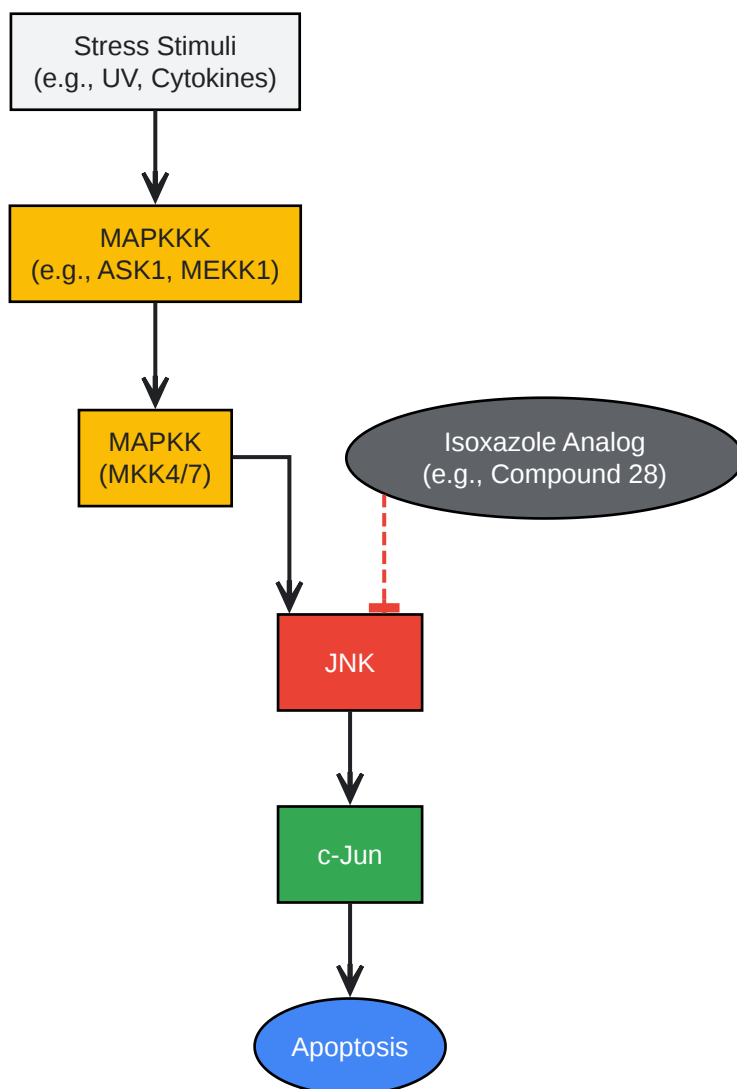 Stress Stimuli
(e.g., UV, Cytokines)
MAPKKK
(e.g., ASK1, MEKK1)
MAPKK
(MKK4/7)
Isoxazole Analog
(e.g., Compound 28)
JNK
c-Jun
Apoptosis